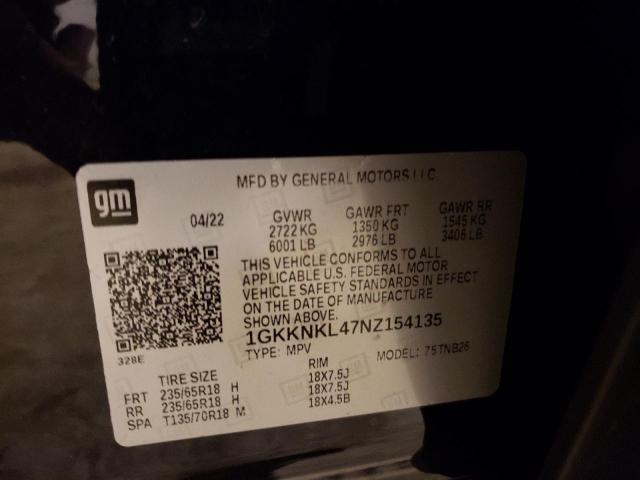 gm
MFD BY GENERAL MOTORS LLC
04/22 GVWR GAWR FRT GAWR RR
2722 KG 1350 KG 1545 KG
6001 LB 2976 LB 3406 LB
THIS VEHICLE CONFORMS TO ALL
APPLICABLE U.S. FEDERAL MOTOR
VEHICLE SAFETY STANDARDS IN EFFECT
ON THE DATE OF MANUFACTURE
SHOWN ABOVE.
1GKKNKL47NZ154135
328E
TYPE: MPV MODEL: 75TNB26
TIRE SIZE RIM
FRT 235/65R18 H 18X7.5J
RR 235/65R18 H 18X7.5J
SPA T135/70R18 M 18X4.5B